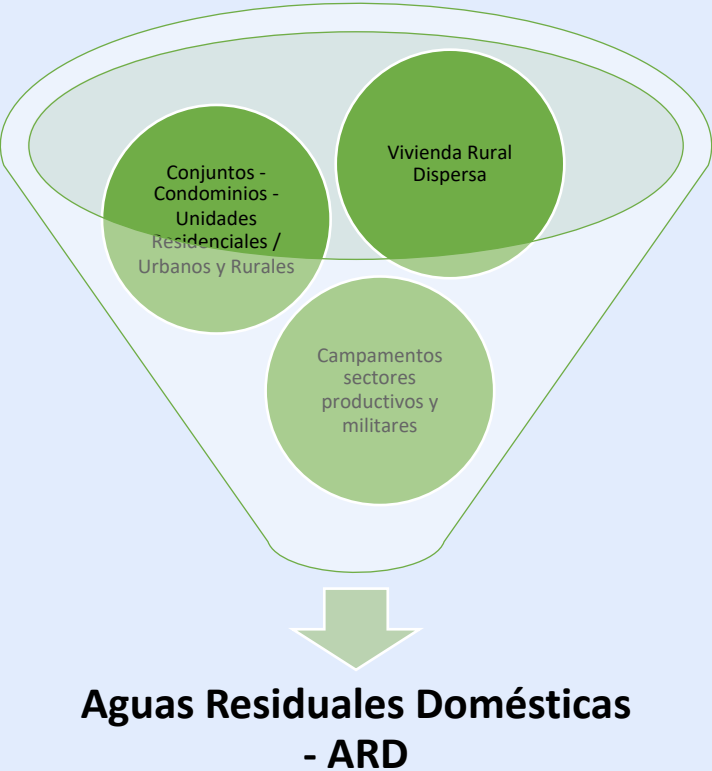 Conjuntos -
Condominios -
Unidades
Residenciales /
Urbanos y Rurales
Vivienda Rural
Dispersa
Campamentos
sectores
productivos y
militares
Aguas Residuales Domésticas
- ARD